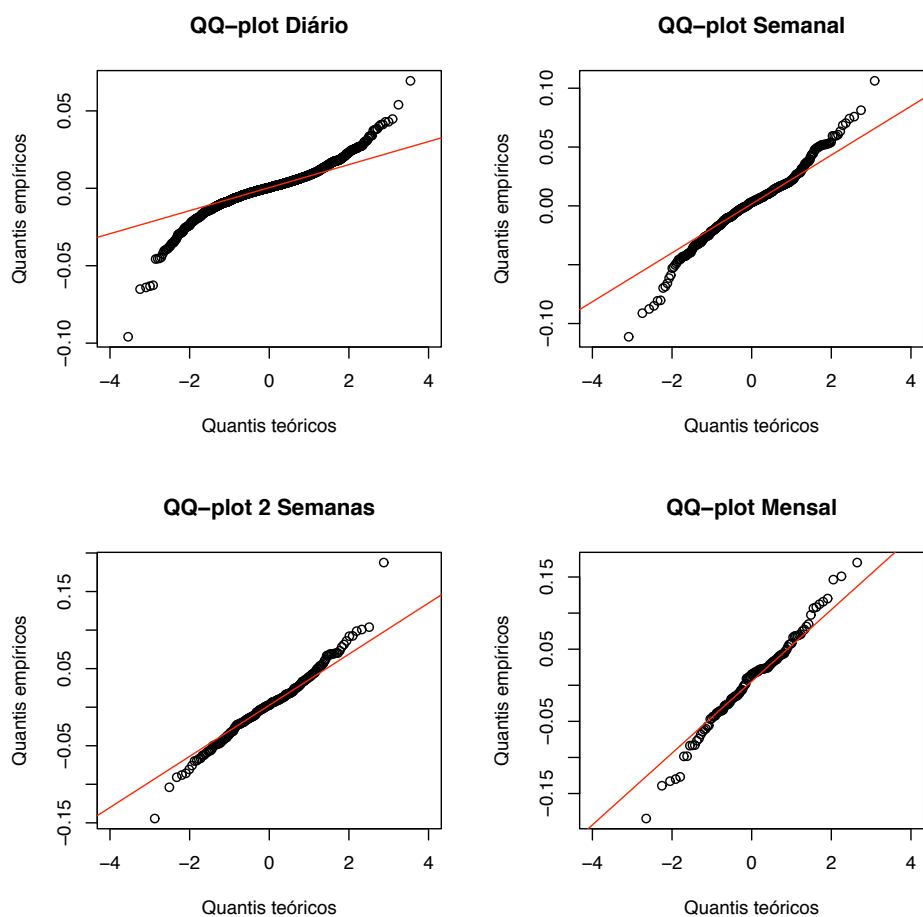 QQ−plot Diário
Quantis empíricos
0.05
0.00
−0.05
−0.10
−4 −2 0 2 4
Quantis teóricos
QQ−plot Semanal
Quantis empíricos
0.10
0.05
0.00
−0.10
−4 −2 0 2 4
Quantis teóricos
QQ−plot 2 Semanas
Quantis empíricos
0.15
0.05
−0.05
−0.15
−4 −2 0 2 4
Quantis teóricos
QQ−plot Mensal
Quantis empíricos
0.15
0.05
−0.05
−0.15
−4 −2 0 2 4
Quantis teóricos